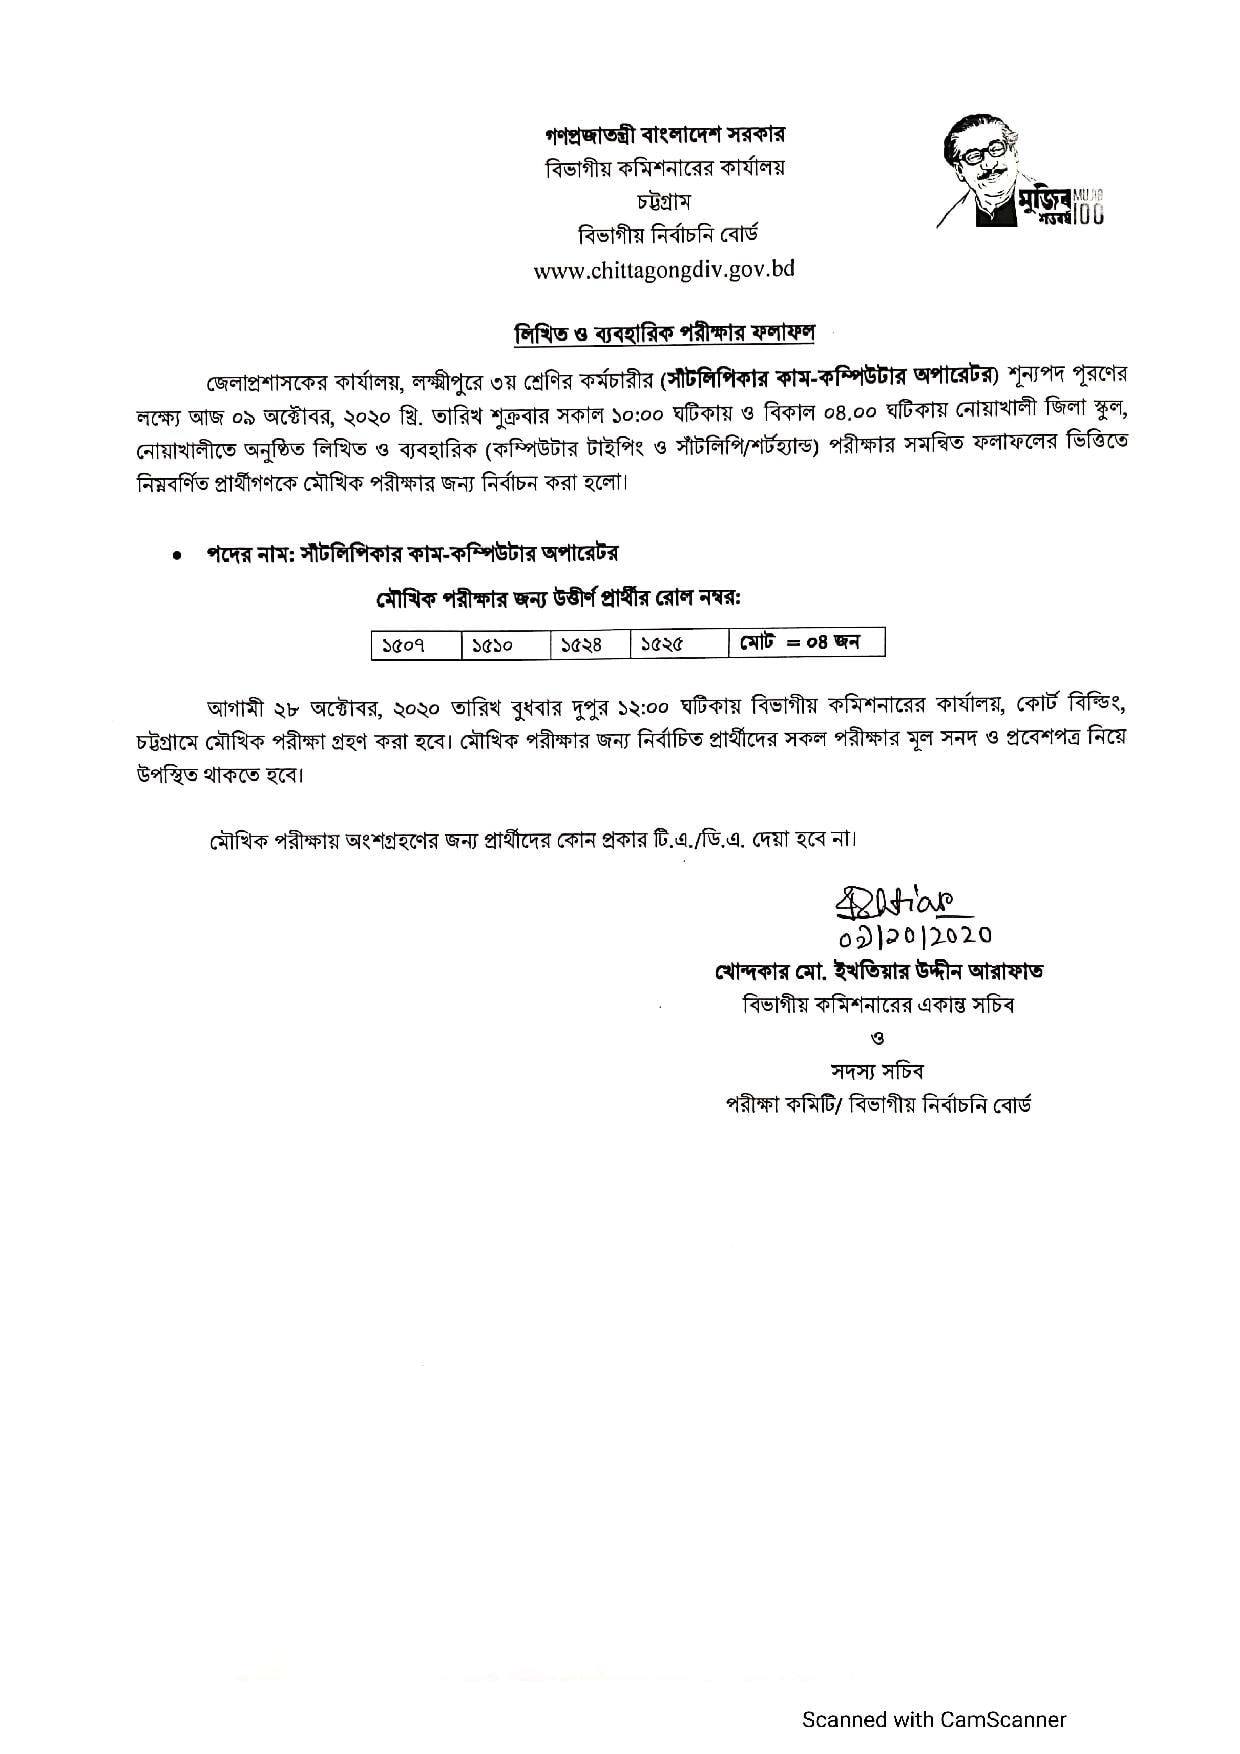 গণপ্রজাতন্ত্রী বাংলাদেশ সরকার
বিভাগীয় কমিশনারের কার্যালয়
চট্টগ্রাম
বিভাগীয় নির্বাচনি বোর্ড
www.chittagongdiv.gov.bd
মুজিব MUJIB
শতবর্ষ 100
লিখিত ও ব্যবহারিক পরীক্ষার ফলাফল
জেলাপ্রশাসকের কার্যালয়, লক্ষ্মীপুরে ৩য় শ্রেণির কর্মচারীর (সাঁটলিপিকার কাম-কম্পিউটার অপারেটর) শূন্যপদ পূরণের
লক্ষ্যে আজ ০৯ অক্টোবর, ২০২০ খ্রি. তারিখ শুক্রবার সকাল ১০:০০ ঘটিকায় ও বিকাল ০৪.০০ ঘটিকায় নোয়াখালী জিলা স্কুল,
নোয়াখালীতে অনুষ্ঠিত লিখিত ও ব্যবহারিক (কম্পিউটার টাইপিং ও সাঁটলিপি/শর্টহ্যান্ড) পরীক্ষার সমন্বিত ফলাফলের ভিত্তিতে
নিম্নবর্ণিত প্রার্থীগণকে মৌখিক পরীক্ষার জন্য নির্বাচন করা হলো।
• পদের নাম: সাঁটলিপিকার কাম-কম্পিউটার অপারেটর
মৌখিক পরীক্ষার জন্য উত্তীর্ণ প্রার্থীর রোল নম্বর:
১৫০৭ ১৫১০ ১৫২৪ ১৫২৫ মোট = ০৪ জন
আগামী ২৮ অক্টোবর, ২০২০ তারিখ বুধবার দুপুর ১২:০০ ঘটিকায় বিভাগীয় কমিশনারের কার্যালয়, কোর্ট বিল্ডিং,
চট্টগ্রামে মৌখিক পরীক্ষা গ্রহণ করা হবে। মৌখিক পরীক্ষার জন্য নির্বাচিত প্রার্থীদের সকল পরীক্ষার মূল সনদ ও প্রবেশপত্র নিয়ে
উপস্থিত থাকতে হবে।
মৌখিক পরীক্ষায় অংশগ্রহণের জন্য প্রার্থীদের কোন প্রকার টি.এ./ডি.এ. দেয়া হবে না।
০৯|১০|২০২০
খোন্দকার মো. ইখতিয়ার উদ্দীন আরাফাত
বিভাগীয় কমিশনারের একান্ত সচিব
ও
সদস্য সচিব
পরীক্ষা কমিটি/ বিভাগীয় নির্বাচনি বোর্ড
Scanned with CamScanner